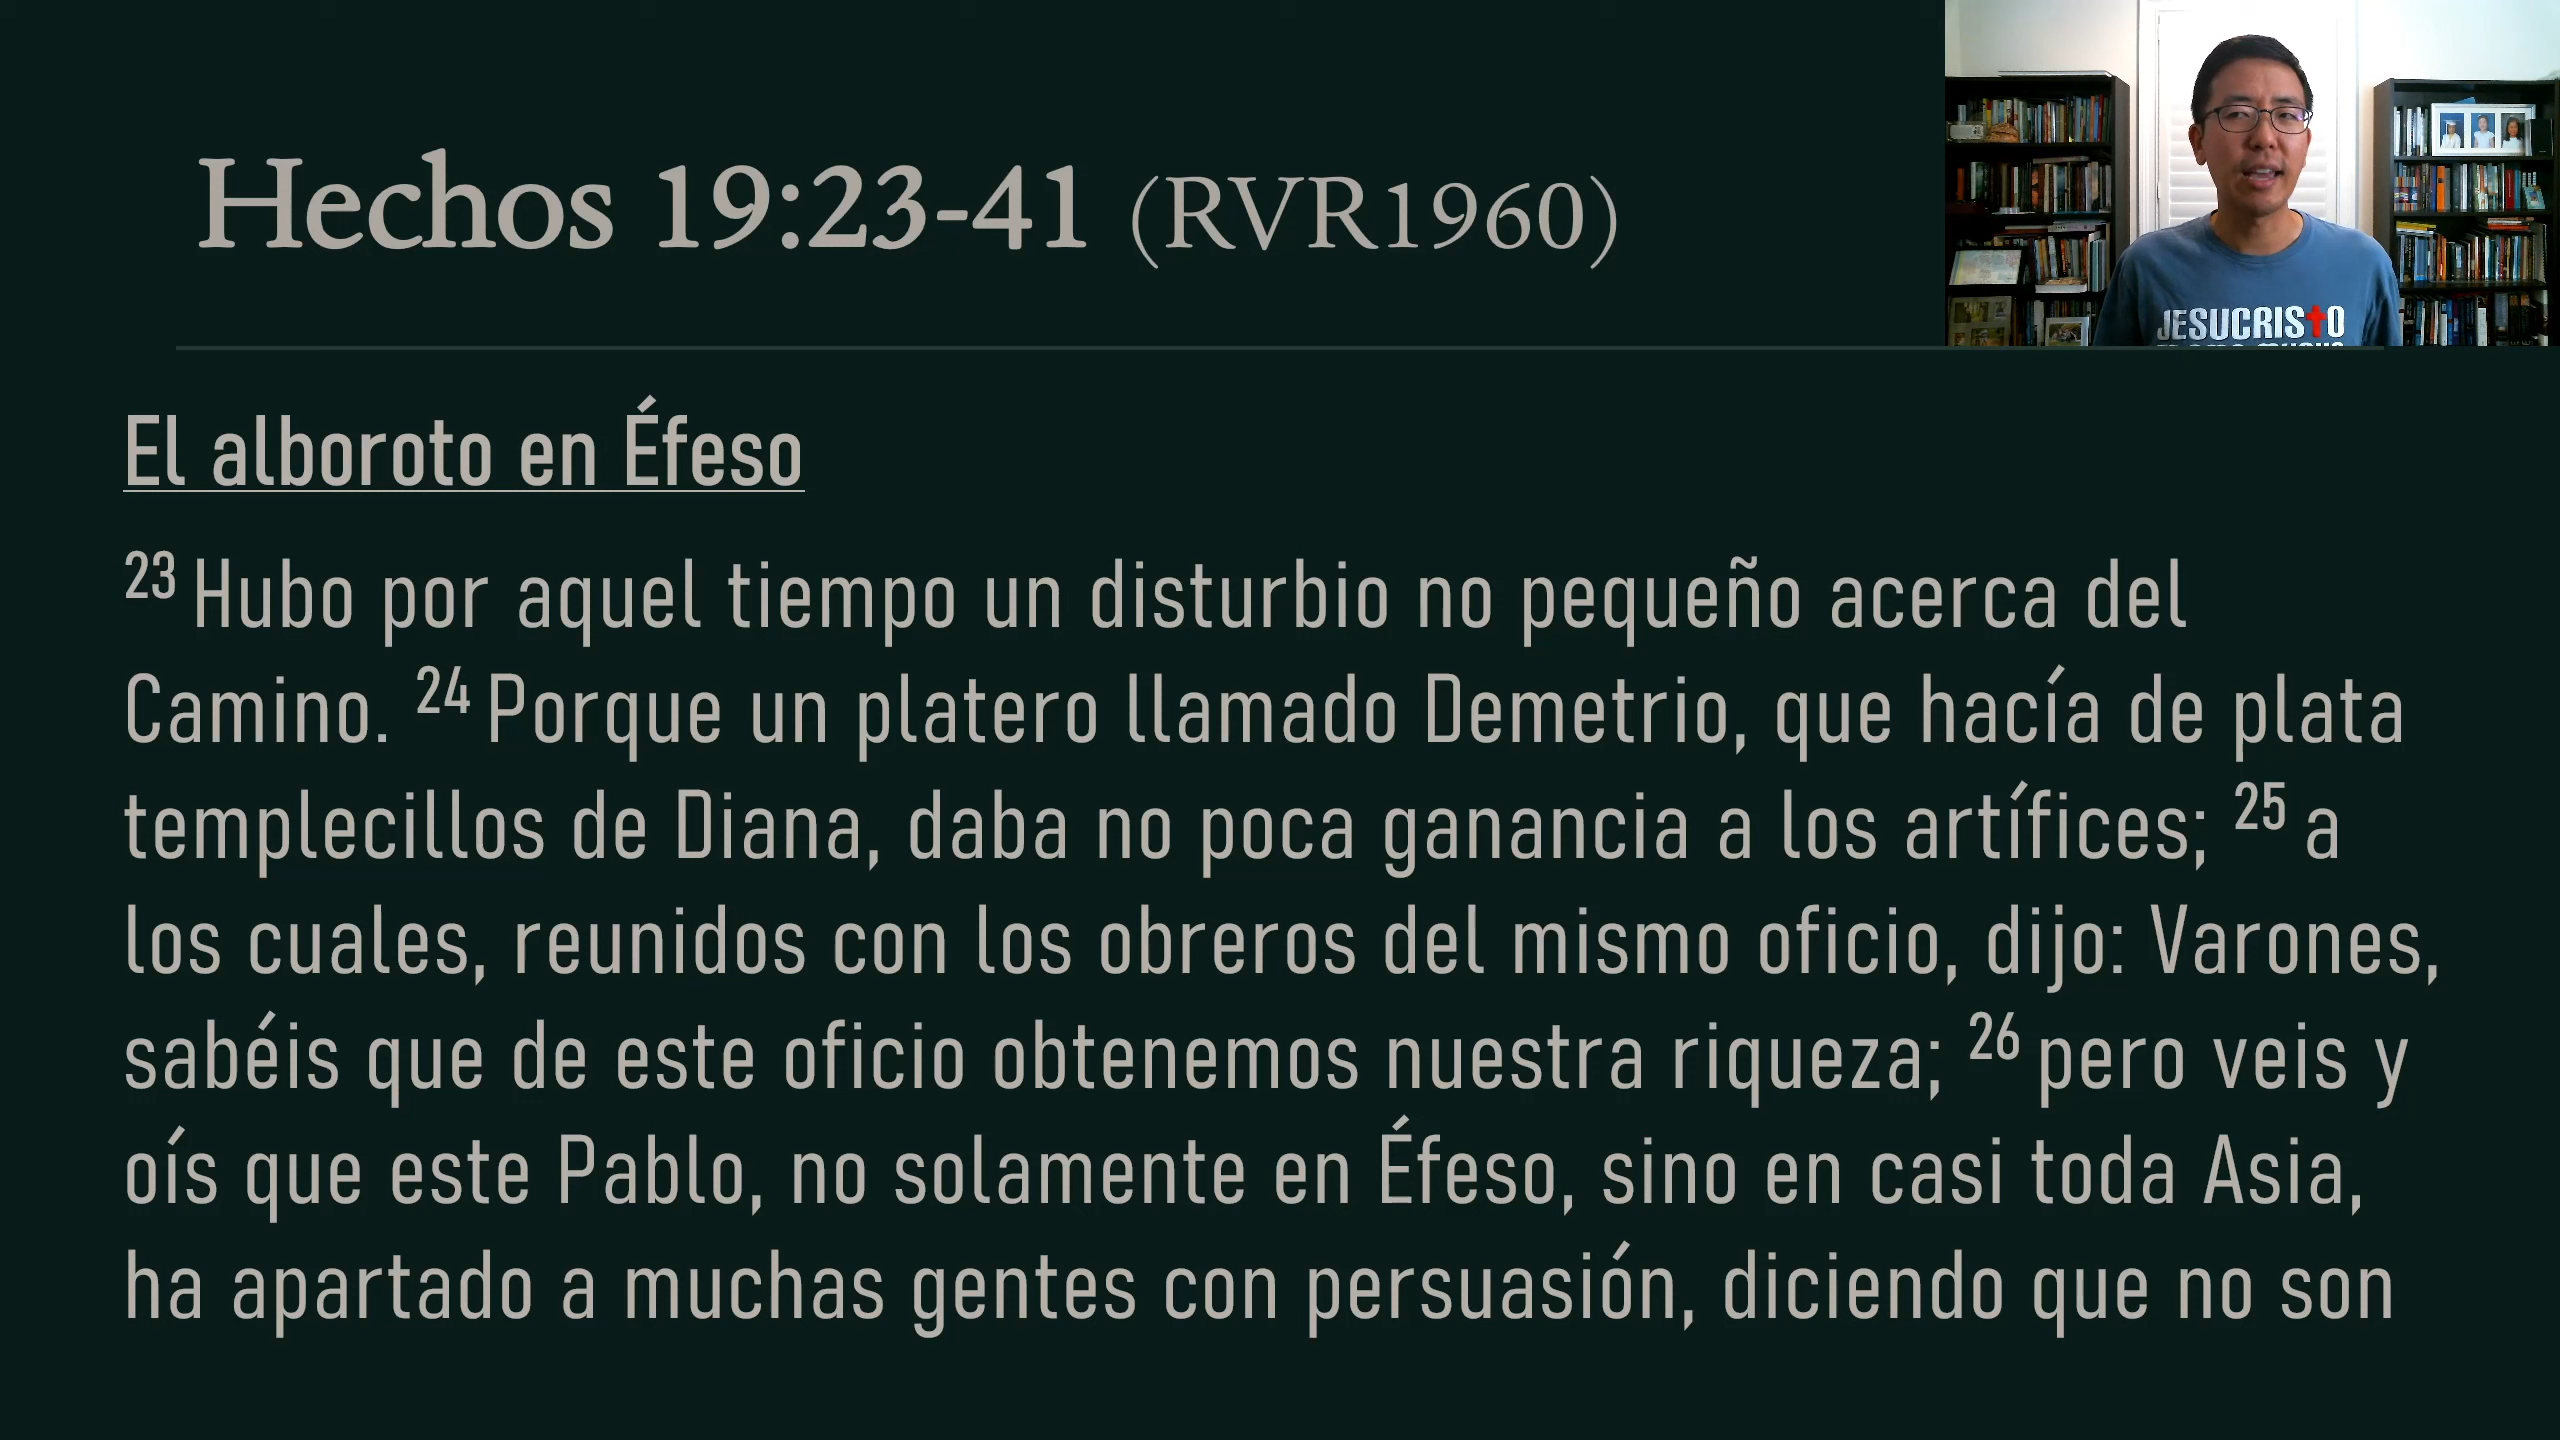 Hechos 19:23-41 (RVR1960)
JESUCRISTO
El alboroto en Éfeso
23 Hubo por aquel tiempo un disturbio no pequeño acerca del
Camino. 24 Porque un platero llamado Demetrio, que hacía de plata
templecillos de Diana, daba no poca ganancia a los artífices; 25 a
los cuales, reunidos con los obreros del mismo oficio, dijo: Varones,
sabéis que de este oficio obtenemos nuestra riqueza; 26 pero veis y
oís que este Pablo, no solamente en Éfeso, sino en casi toda Asia,
ha apartado a muchas gentes con persuasión, diciendo que no son